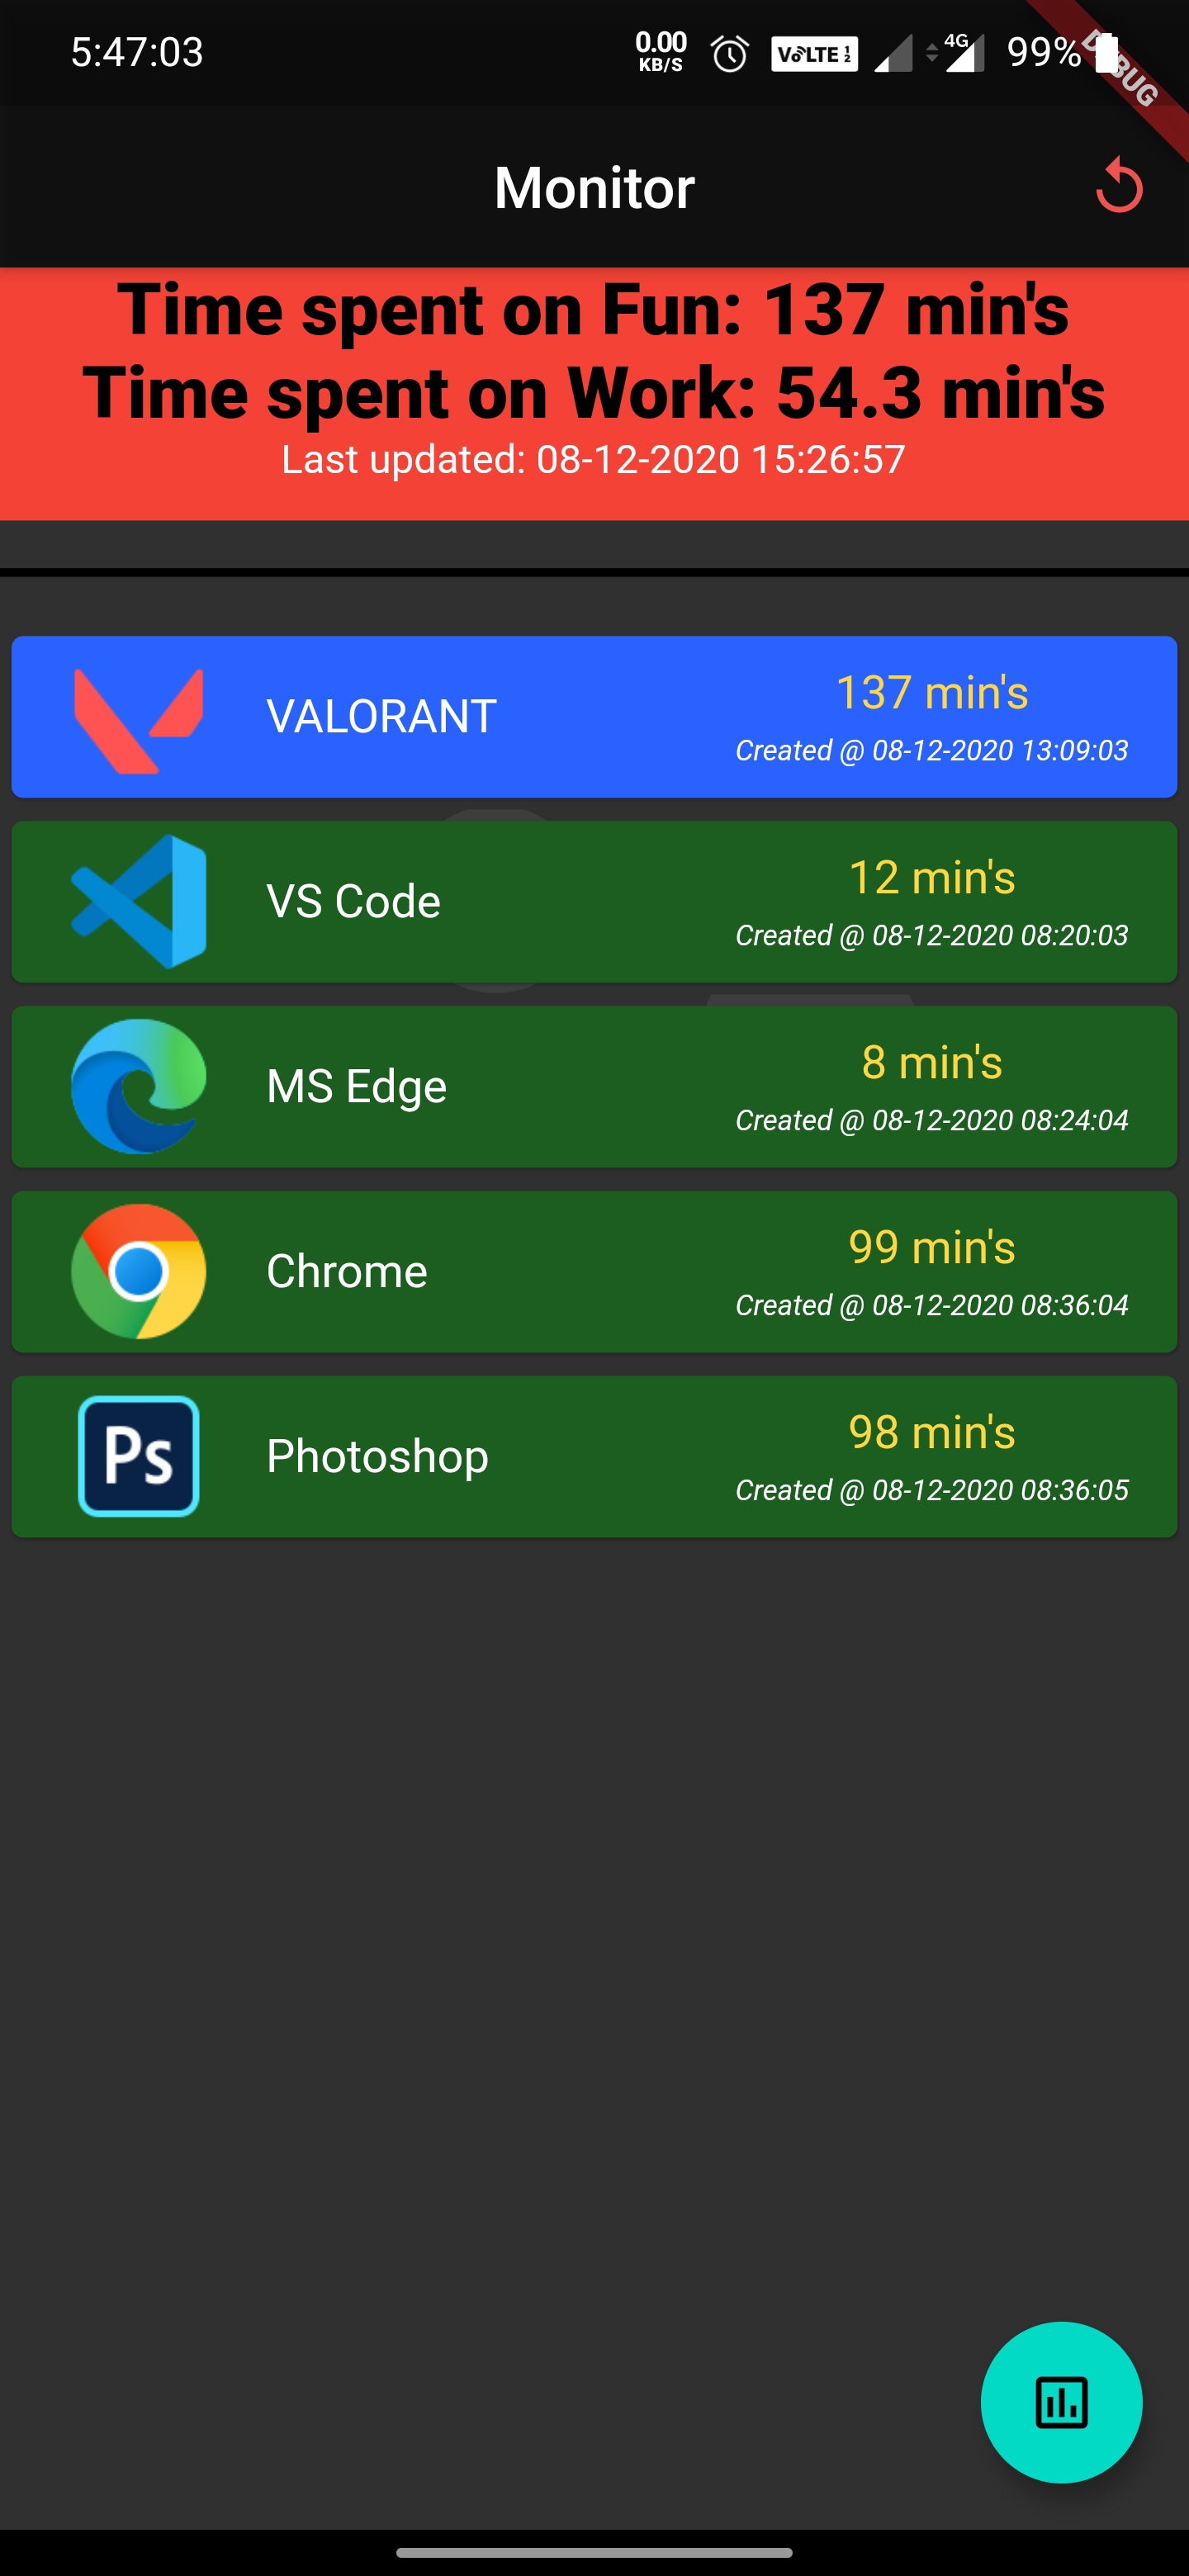 5:47:03
0.00
KB/S
VoLTE 1 2
4G
99%
DEBUG
Monitor
Time spent on Fun: 137 min's
Time spent on Work: 54.3 min's
Last updated: 08-12-2020 15:26:57
VALORANT
137 min's
Created @ 08-12-2020 13:09:03
VS Code
12 min's
Created @ 08-12-2020 08:20:03
MS Edge
8 min's
Created @ 08-12-2020 08:24:04
Chrome
99 min's
Created @ 08-12-2020 08:36:04
Ps
Photoshop
98 min's
Created @ 08-12-2020 08:36:05